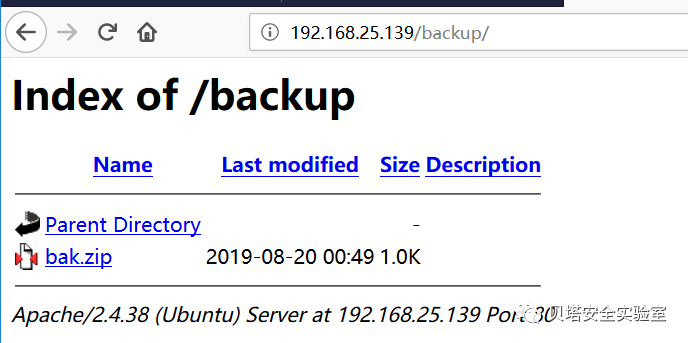 192.168.25.139/backup/
Index of /backup
Name Last modified Size Description
Parent Directory -
bak.zip 2019-08-20 00:49 1.0K
Apache/2.4.38 (Ubuntu) Server at 192.168.25.139 Port 80
贝塔安全实验室